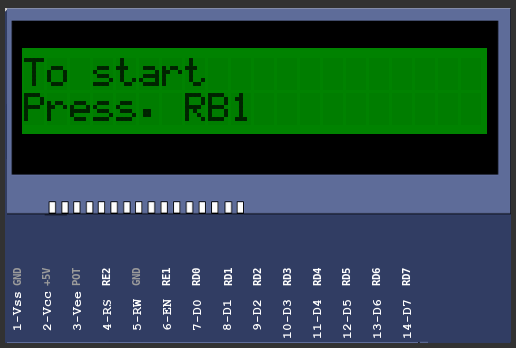 To start
Press. RB1
1-Vss GND
2-Vcc +5V
3-Vee POT
4-RS RE2
5-RW GND
6-EN RE1
7-D0 RD0
8-D1 RD1
9-D2 RD2
10-D3 RD3
11-D4 RD4
12-D5 RD5
13-D6 RD6
14-D7 RD7